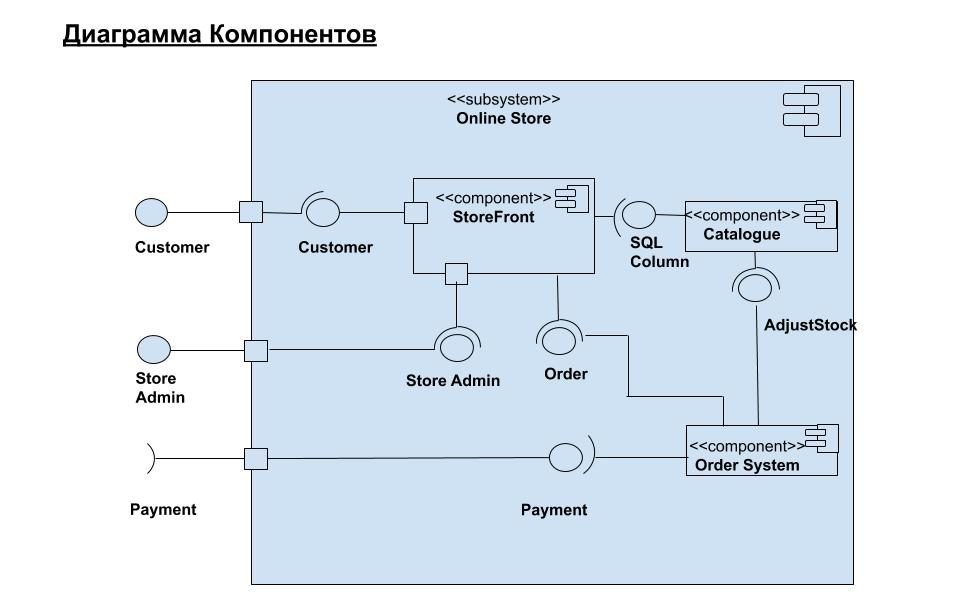 Диаграмма Компонентов
<<subsystem>>
Online Store
<<component>>
StoreFront
<<component>>
Catalogue
Customer
Customer
SQL
Column
AdjustStock
Store
Admin
Store Admin
Order
<<component>>
Order System
Payment
Payment